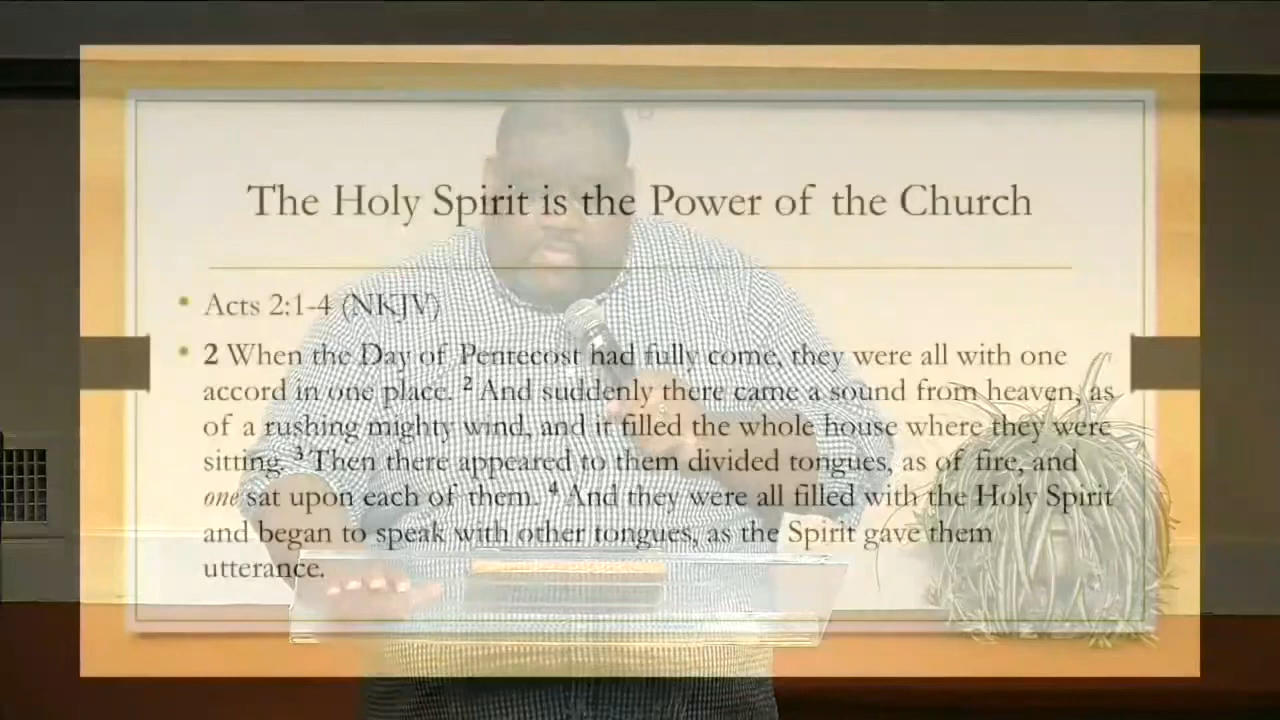 The Holy Spirit is the Power of the Church
• Acts 2:1-4 (NKJV)
• 2 When the Day of Pentecost had fully come, they were all with one
accord in one place. ² And suddenly there came a sound from heaven, as
of a rushing mighty wind, and it filled the whole house where they were
sitting. ³ Then there appeared to them divided tongues, as of fire, and
one sat upon each of them. ⁴ And they were all filled with the Holy Spirit
and began to speak with other tongues, as the Spirit gave them
utterance.